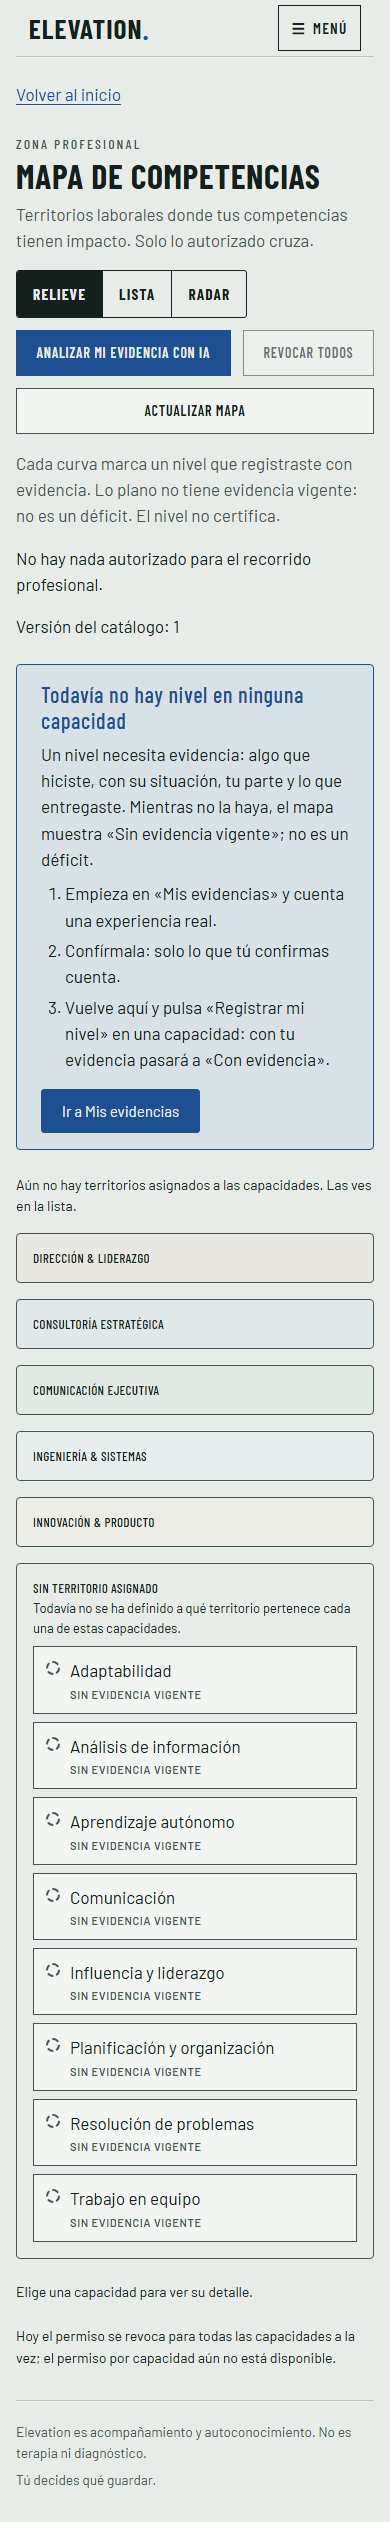 ELEVATION.
☰ MENÚ
Volver al inicio
ZONA PROFESIONAL
MAPA DE COMPETENCIAS
Territorios laborales donde tus competencias
tienen impacto. Solo lo autorizado cruza.
RELIEVE LISTA RADAR
ANALIZAR MI EVIDENCIA CON IA REVOCAR TODOS
ACTUALIZAR MAPA
Cada curva marca un nivel que registraste con
evidencia. Lo plano no tiene evidencia vigente:
no es un déficit. El nivel no certifica.
No hay nada autorizado para el recorrido
profesional.
Versión del catálogo: 1
Todavía no hay nivel en ninguna
capacidad
Un nivel necesita evidencia: algo que
hiciste, con su situación, tu parte y lo que
entregaste. Mientras no la haya, el mapa
muestra «Sin evidencia vigente»; no es un
déficit.
1. Empieza en «Mis evidencias» y cuenta
una experiencia real.
2. Confírmala: solo lo que tú confirmas
cuenta.
3. Vuelve aquí y pulsa «Registrar mi
nivel» en una capacidad: con tu
evidencia pasará a «Con evidencia».
Ir a Mis evidencias
Aún no hay territorios asignados a las capacidades. Las ves
en la lista.
DIRECCIÓN & LIDERAZGO
CONSULTORÍA ESTRATÉGICA
COMUNICACIÓN EJECUTIVA
INGENIERÍA & SISTEMAS
INNOVACIÓN & PRODUCTO
SIN TERRITORIO ASIGNADO
Todavía no se ha definido a qué territorio pertenece cada
una de estas capacidades.
Adaptabilidad
SIN EVIDENCIA VIGENTE
Análisis de información
SIN EVIDENCIA VIGENTE
Aprendizaje autónomo
SIN EVIDENCIA VIGENTE
Comunicación
SIN EVIDENCIA VIGENTE
Influencia y liderazgo
SIN EVIDENCIA VIGENTE
Planificación y organización
SIN EVIDENCIA VIGENTE
Resolución de problemas
SIN EVIDENCIA VIGENTE
Trabajo en equipo
SIN EVIDENCIA VIGENTE
Elige una capacidad para ver su detalle.
Hoy el permiso se revoca para todas las capacidades a la
vez; el permiso por capacidad aún no está disponible.
Elevation es acompañamiento y autoconocimiento. No es
terapia ni diagnóstico.
Tú decides qué guardar.